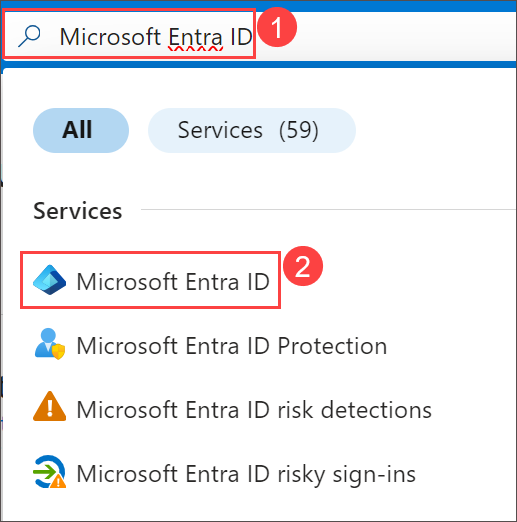 Microsoft Entra ID
1
All
Services (59)
Services
Microsoft Entra ID
2
Microsoft Entra ID Protection
Microsoft Entra ID risk detections
Microsoft Entra ID risky sign-ins